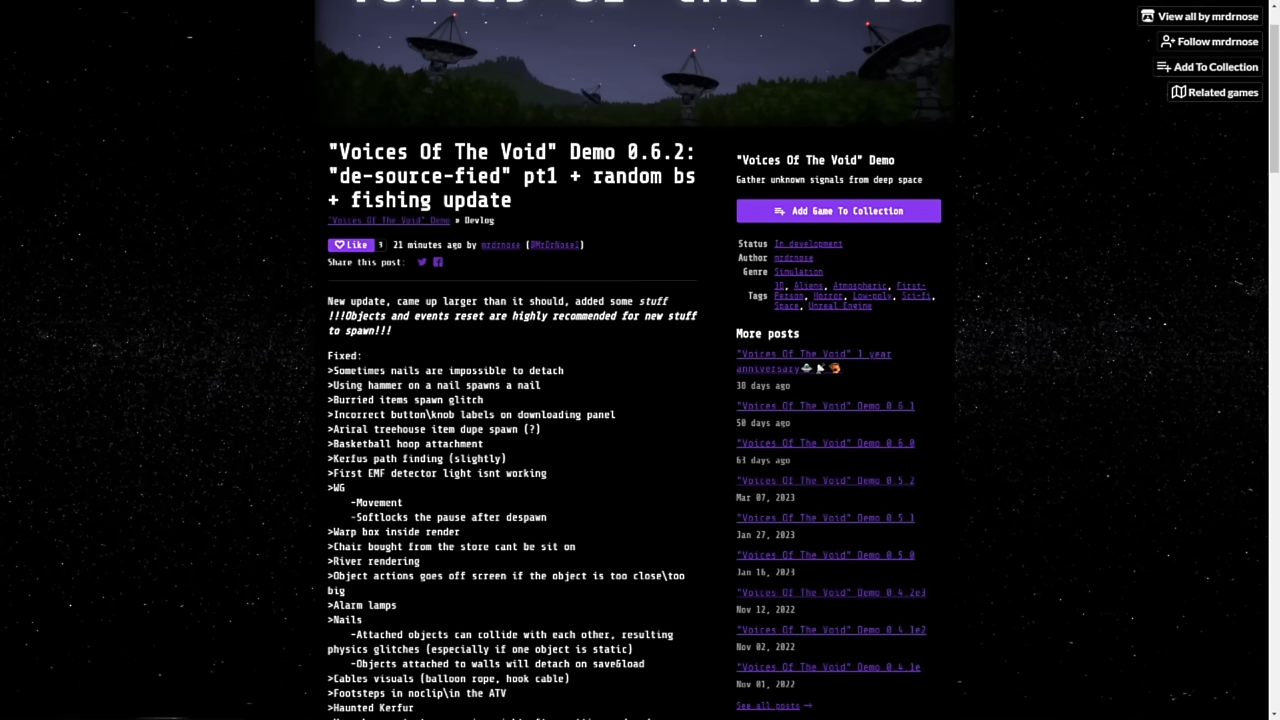 View all by mrdrnose
Follow mrdrnose
Add To Collection
Related games
"Voices Of The Void" Demo 0.6.2:
"de-source-fied" pt1 + random bs
+ fishing update
"Voices Of The Void" Demo » Devlog
Like 3 21 minutes ago by mrdrnose (@MrDrNose1)
Share this post:
New update, came up larger than it should, added some stuff
!!!Objects and events reset are highly recommended for new stuff
to spawn!!!
Fixed:
>Sometimes nails are impossible to detach
>Using hammer on a nail spawns a nail
>Burried items spawn glitch
>Incorrect button\knob labels on downloading panel
>Ariral treehouse item dupe spawn (?)
>Basketball hoop attachment
>Kerfus path finding (slightly)
>First EMF detector light isnt working
>WG
-Movement
-Softlocks the pause after despawn
>Warp box inside render
>Chair bought from the store cant be sit on
>River rendering
>Object actions goes off screen if the object is too close\too
big
>Alarm lamps
>Nails
-Attached objects can collide with each other, resulting
physics glitches (especially if one object is static)
-Objects attached to walls will detach on save&load
>Cables visuals (balloon rope, hook cable)
>Footsteps in noclip\in the ATV
>Haunted Kerfur
"Voices Of The Void" Demo
Gather unknown signals from deep space
Add Game To Collection
Status In development
Author mrdrnose
Genre Simulation
Tags 3D, Aliens, Atmospheric, First-
Person, Horror, Low-poly, Sci-fi,
Space, Unreal Engine
More posts
"Voices Of The Void" 1 year
anniversary🛸📡🦐
38 days ago
"Voices Of The Void" Demo 0.6.1
50 days ago
"Voices Of The Void" Demo 0.6.0
63 days ago
"Voices Of The Void" Demo 0.5.2
Mar 07, 2023
"Voices Of The Void" Demo 0.5.1
Jan 27, 2023
"Voices Of The Void" Demo 0.5.0
Jan 16, 2023
"Voices Of The Void" Demo 0.4.2e3
Nov 12, 2022
"Voices Of The Void" Demo 0.4.1e2
Nov 02, 2022
"Voices Of The Void" Demo 0.4.1e
Nov 01, 2022
See all posts →